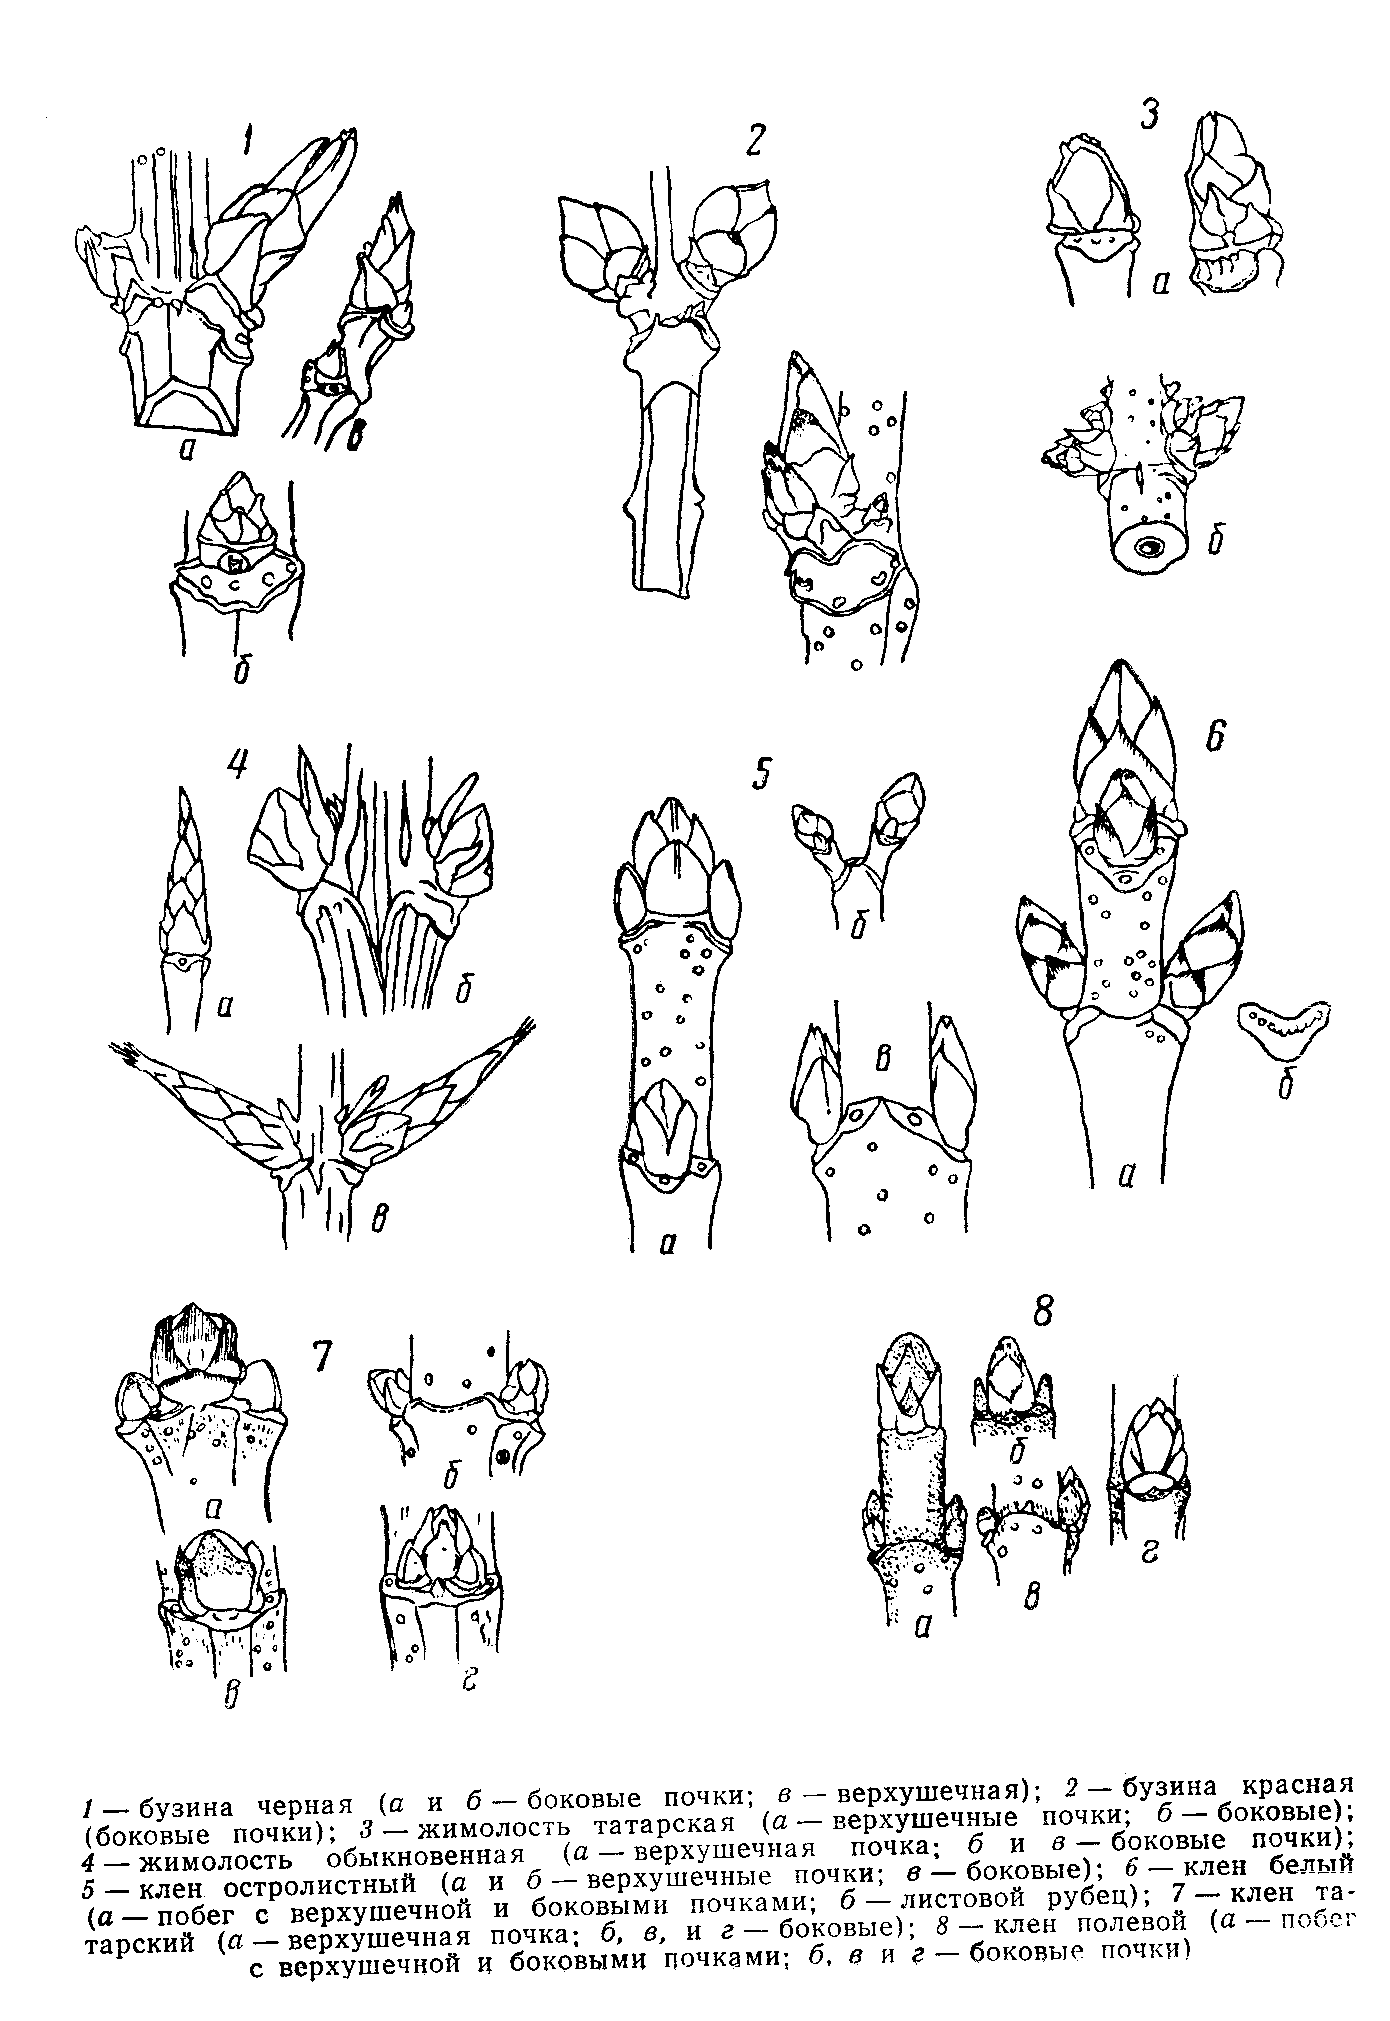 1
2
3
а
в
а
б
б
4
5
6
а
б
б
в
б
в
а
а
7
8
а
б
б
г
в
а
в
г
1 — бузина черная (а и б — боковые почки; в — верхушечная); 2 — бузина красная
(боковые почки); 3 — жимолость татарская (а — верхушечные почки; б — боковые);
4 — жимолость обыкновенная (а — верхушечная почка; б и в — боковые почки);
5 — клен остролистный (а и б — верхушечные почки; в — боковые); 6 — клен белый
(а — побег с верхушечной и боковыми почками; б — листовой рубец); 7 — клен та-
тарский (а — верхушечная почка; б, в, и г — боковые); 8 — клен полевой (а — побег
с верхушечной и боковыми почками; б, в и г — боковые почки)